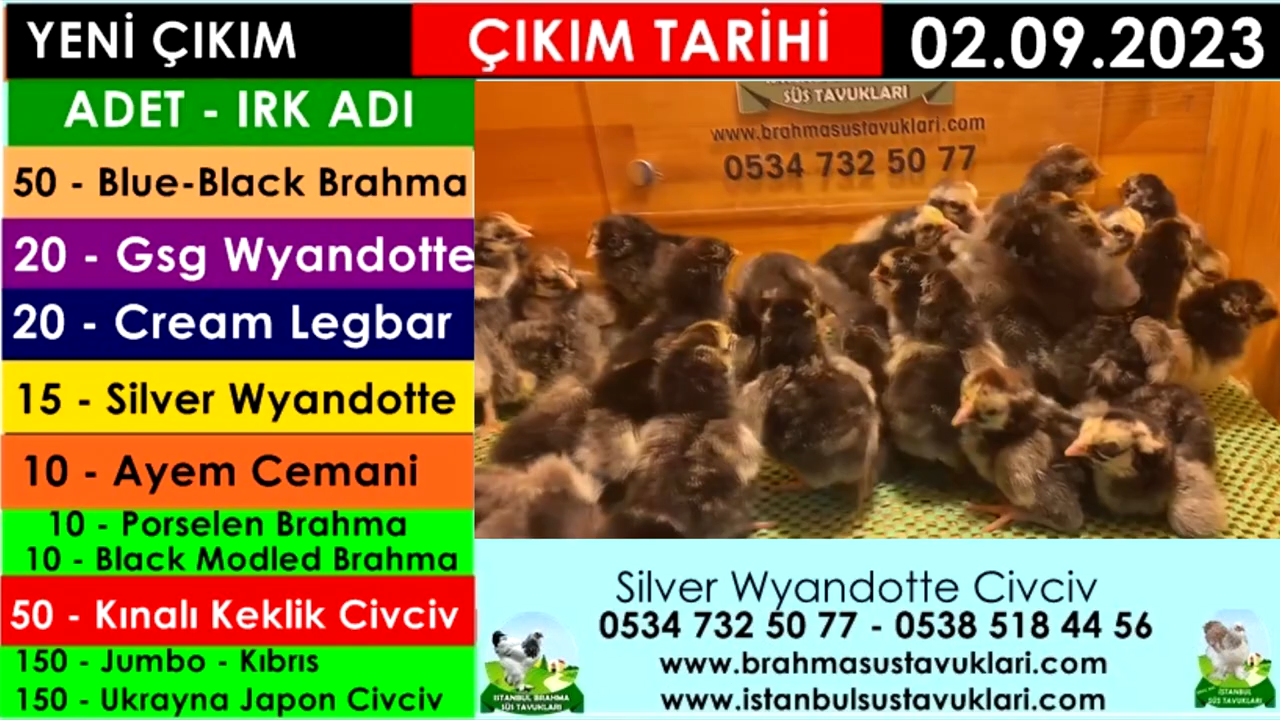 YENİ ÇIKIM
ÇIKIM TARİHİ
02.09.2023
ADET - IRK ADI
50 - Blue-Black Brahma
20 - Gsg Wyandotte
20 - Cream Legbar
15 - Silver Wyandotte
10 - Ayem Cemani
10 - Porselen Brahma
10 - Black Modled Brahma
50 - Kınalı Keklik Civciv
150 - Jumbo - Kıbrıs
150 - Ukrayna Japon Civciv
SÜS TAVUKLARI
www.brahmasustavuklari.com
0534 732 50 77
Silver Wyandotte Civciv
0534 732 50 77 - 0538 518 44 56
www.brahmasustavuklari.com
www.istanbulsustavuklari.com
İSTANBUL BRAHMA
SÜS TAVUKLARI
İSTANBUL
SÜS TAVUKLARI